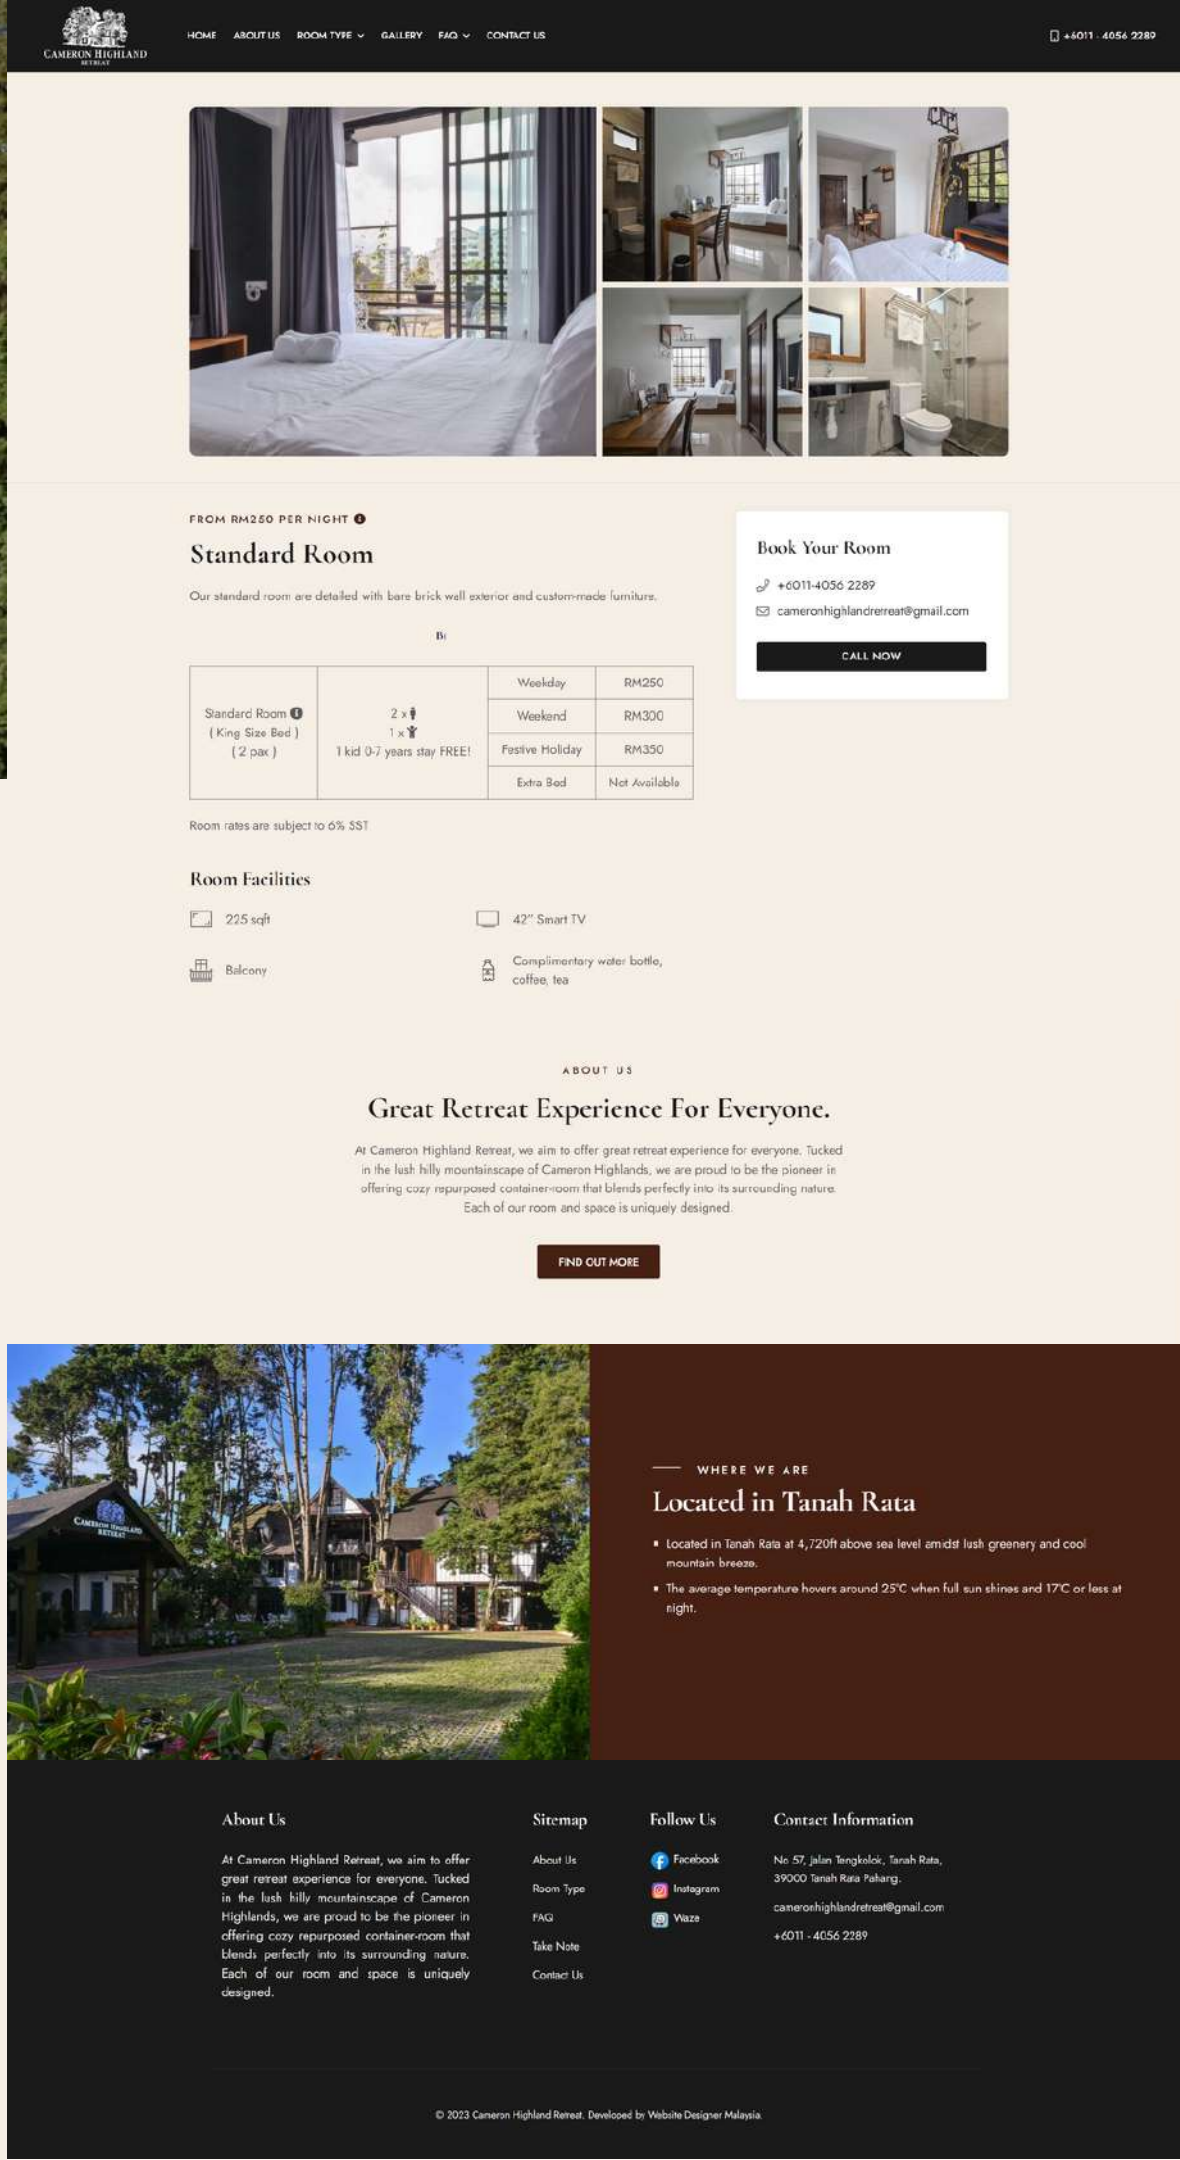 CAMERON HIGHLAND
RETREAT
HOME ABOUT US ROOM TYPE GALLERY FAQ CONTACT US
+6011 - 4056 2289
FROM RM250 PER NIGHT
Standard Room
Our standard room are detailed with bare brick wall exterior and custom-made furniture.
Standard Room
( King Size Bed )
( 2 pax )
2 x
1 x
1 kid 0-7 years stay FREE!
Weekday RM250
Weekend RM300
Festive Holiday RM350
Extra Bed Not Available
Room rates are subject to 6% SST
Book Your Room
+6011-4056 2289
cameronhighlandretreat@gmail.com
CALL NOW
Room Facilities
225 sqft
42" Smart TV
Balcony
Complimentary water bottle,
coffee, tea
ABOUT US
Great Retreat Experience For Everyone.
At Cameron Highland Retreat, we aim to offer great retreat experience for everyone. Tucked
in the lush hilly mountainscape of Cameron Highlands, we are proud to be the pioneer in
offering cozy repurposed container-room that blends perfectly into its surrounding nature.
Each of our room and space is uniquely designed.
FIND OUT MORE
CAMERON HIGHLAND
RETREAT
WHERE WE ARE
Located in Tanah Rata
Located in Tanah Rata at 4,720ft above sea level amidst lush greenery and cool
mountain breeze.
The average temperature hovers around 25°C when full sun shines and 17°C or less at
night.
About Us
At Cameron Highland Retreat, we aim to offer
great retreat experience for everyone. Tucked
in the lush hilly mountainscape of Cameron
Highlands, we are proud to be the pioneer in
offering cozy repurposed container-room that
blends perfectly into its surrounding nature.
Each of our room and space is uniquely
designed.
Sitemap
About Us
Room Type
FAQ
Take Note
Contact Us
Follow Us
Facebook
Instagram
Waze
Contact Information
No 57, Jalan Tengkolok, Tanah Rata,
39000 Tanah Rata Pahang.
cameronhighlandretreat@gmail.com
+6011 - 4056 2289
© 2023 Cameron Highland Retreat. Developed by Website Designer Malaysia.